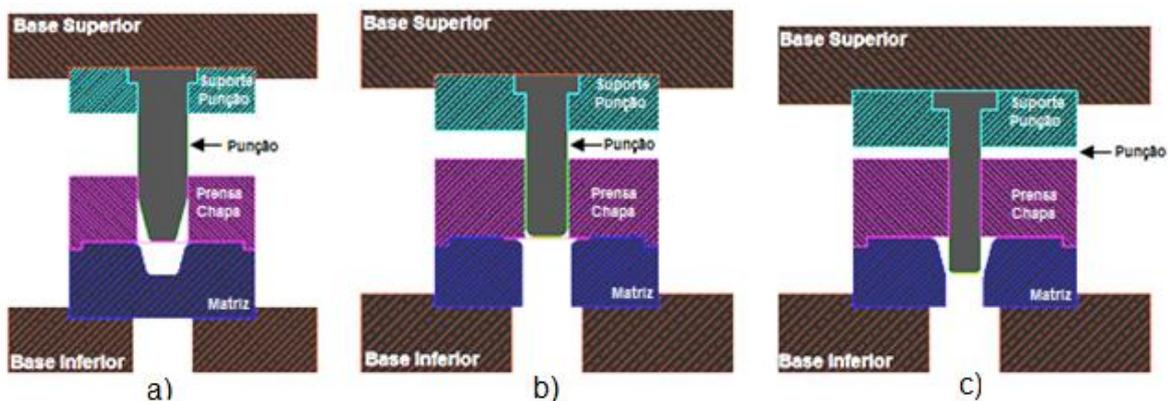 Base Superior
Suporte
Punção
Punção
Prensa
Chapa
Matriz
Base Inferior
a)
Base Superior
Suporte
Punção
Punção
Prensa
Chapa
Matriz
Base Inferior
b)
Base Superior
Suporte
Punção
Punção
Prensa
Chapa
Matriz
Base Inferior
c)